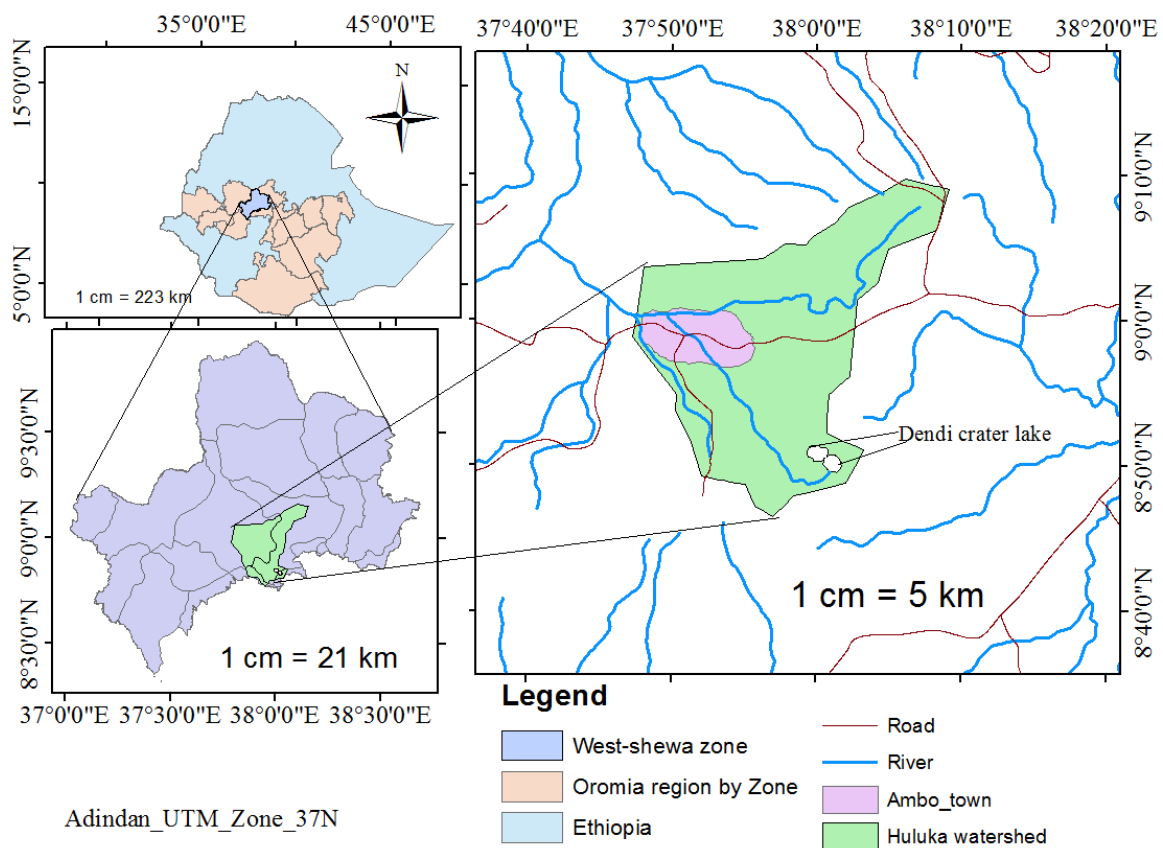 35°0'0"E
45°0'0"E
15°0'0"N
5°0'0"N
N
1 cm = 223 km
37°40'0"E
37°50'0"E
38°0'0"E
38°10'0"E
38°20'0"E
9°10'0"N
9°0'0"N
8°50'0"N
8°40'0"N
Dendi crater lake
1 cm = 5 km
9°30'0"N
9°0'0"N
8°30'0"N
1 cm = 21 km
37°0'0"E
37°30'0"E
38°0'0"E
38°30'0"E
Legend
West-shewa zone
Oromia region by Zone
Ethiopia
Road
River
Ambo_town
Huluka watershed
Adindan_UTM_Zone_37N